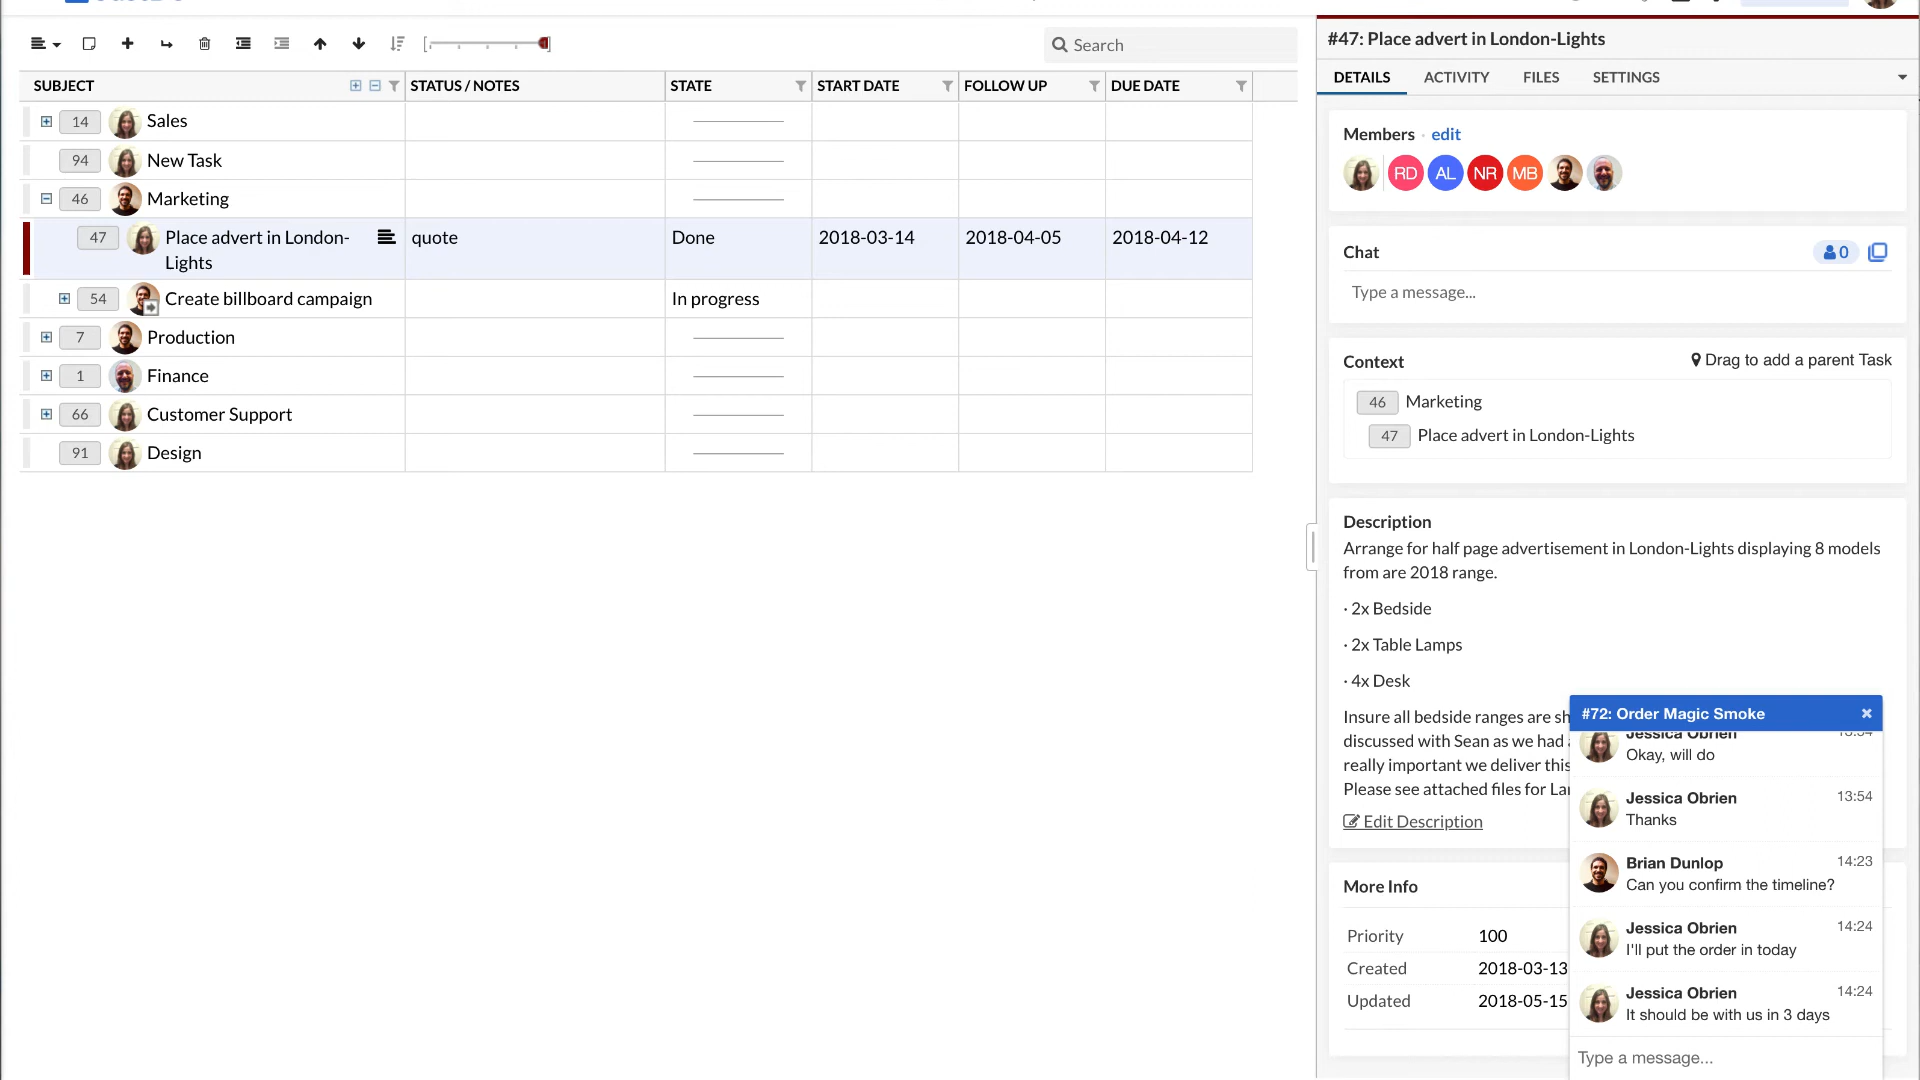 Search
SUBJECT
STATUS / NOTES
STATE
START DATE
FOLLOW UP
DUE DATE
14 Sales
94 New Task
46 Marketing
47 Place advert in London-
Lights
quote
Done
2018-03-14
2018-04-05
2018-04-12
54 Create billboard campaign
In progress
7 Production
1 Finance
66 Customer Support
91 Design
#47: Place advert in London-Lights
DETAILS
ACTIVITY
FILES
SETTINGS
Members · edit
RD
AL
NR
MB
Chat
0
Type a message...
Context
Drag to add a parent Task
46 Marketing
47 Place advert in London-Lights
Description
Arrange for half page advertisement in London-Lights displaying 8 models
from are 2018 range.
· 2x Bedside
· 2x Table Lamps
· 4x Desk
Insure all bedside ranges are sh
discussed with Sean as we had
really important we deliver this
Please see attached files for La
Edit Description
More Info
Priority 100
Created 2018-03-13
Updated 2018-05-15
#72: Order Magic Smoke
Jessica Obrien 13:54
Okay, will do
Jessica Obrien 13:54
Thanks
Brian Dunlop 14:23
Can you confirm the timeline?
Jessica Obrien 14:24
I'll put the order in today
Jessica Obrien 14:24
It should be with us in 3 days
Type a message...